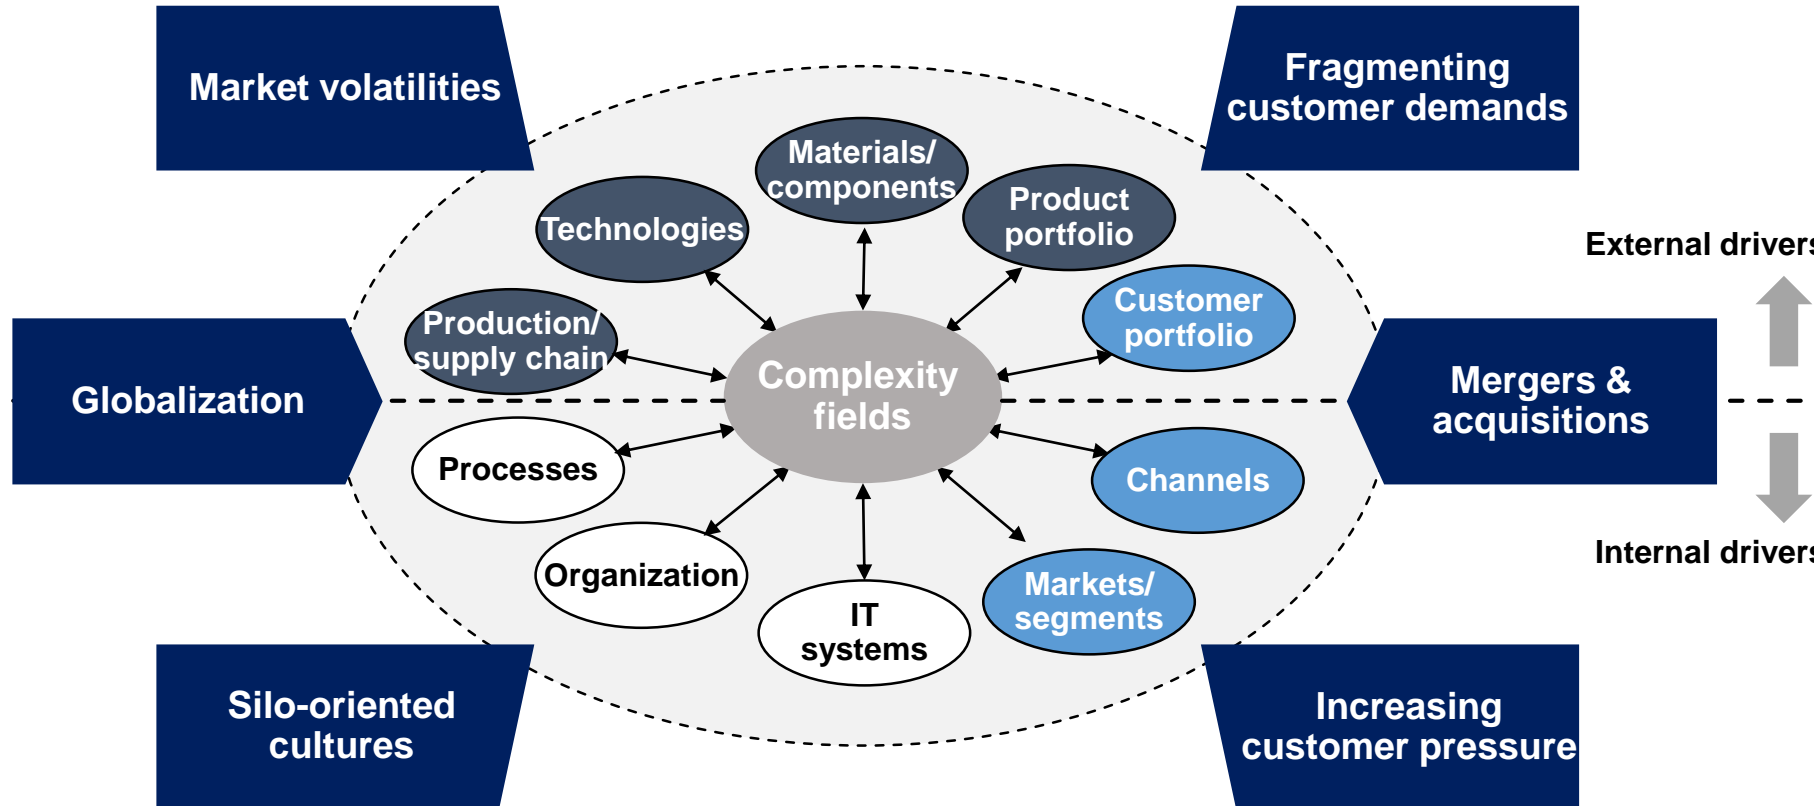 Market volatilities
Fragmenting
customer demands
Materials/
components
Product
portfolio
Technologies
External drivers
Customer
portfolio
Production/
supply chain
Complexity
fields
Globalization
Mergers &
acquisitions
Processes
Channels
Organization
Internal drivers
Markets/
segments
IT
systems
Silo-oriented
cultures
Increasing
customer pressure